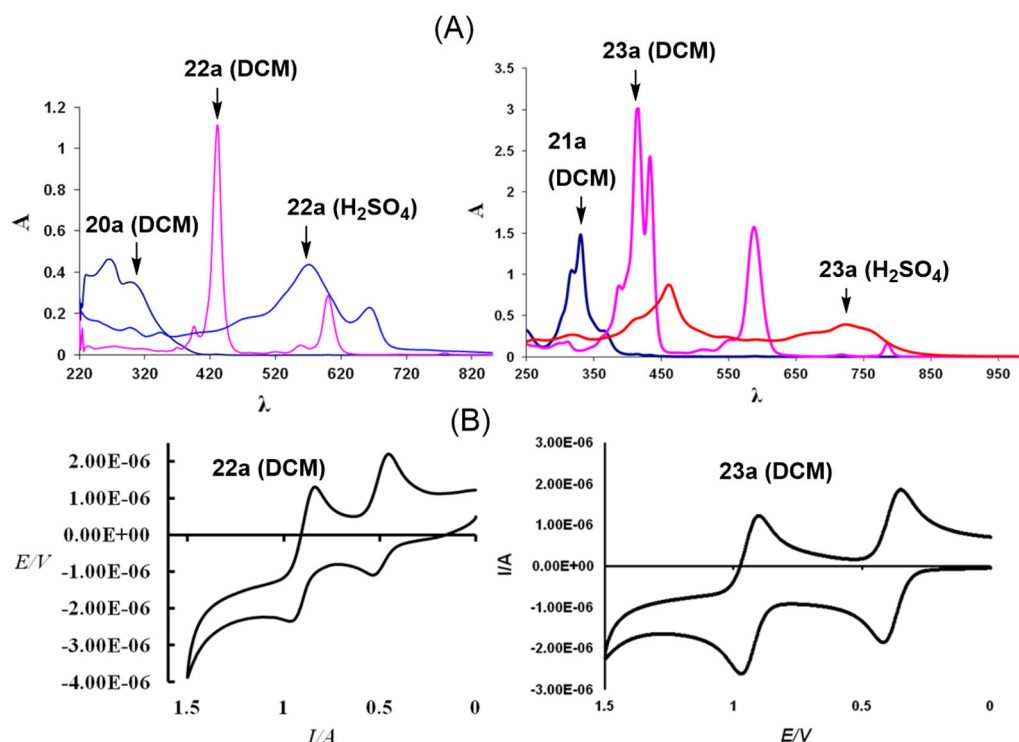 (A)
22a (DCM)
1.2
1
0.8
0.6
0.4
0.2
0
A
20a (DCM)
22a (H₂SO₄)
220 320 420 520 620 720 820
λ
23a (DCM)
3.5
3
2.5
2
1.5
1
0.5
0
A
21a
(DCM)
23a (H₂SO₄)
250 350 450 550 650 750 850 950
λ
(B)
22a (DCM)
2.00E-06
1.00E-06
0.00E+00
-1.00E-06
-2.00E-06
-3.00E-06
-4.00E-06
E/V
1.5 1 0.5 0
I/A
23a (DCM)
3.00E-06
2.00E-06
1.00E-06
0.00E+00
-1.00E-06
-2.00E-06
-3.00E-06
I/A
1.5 1 0.5 0
E/V